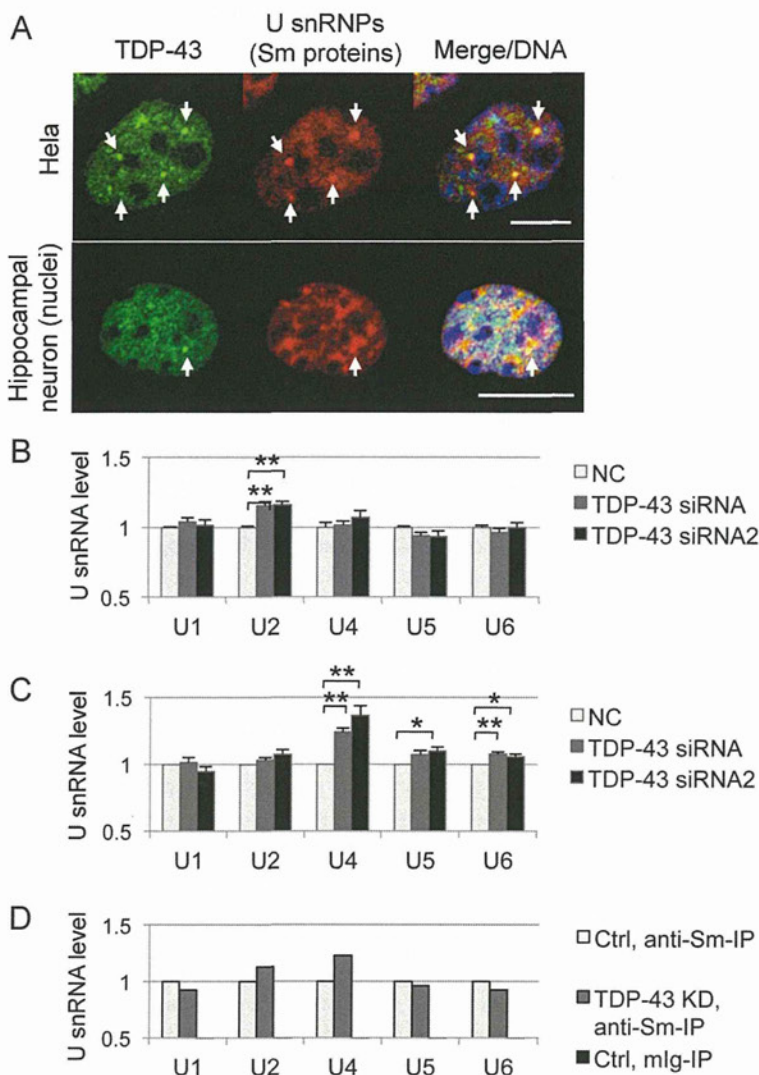 A
TDP-43
U snRNPs
(Sm proteins)
Merge/DNA
Hela
Hippocampal
neuron (nuclei)
B
U snRNA level
1.5
1
0.5
**
**
U1 U2 U4 U5 U6
NC
TDP-43 siRNA
TDP-43 siRNA2
C
U snRNA level
1.5
1
0.5
**
**
*
*
**
U1 U2 U4 U5 U6
NC
TDP-43 siRNA
TDP-43 siRNA2
D
U snRNA level
1.5
1
0.5
U1 U2 U4 U5 U6
Ctrl, anti-Sm-IP
TDP-43 KD,
anti-Sm-IP
Ctrl, mIg-IP